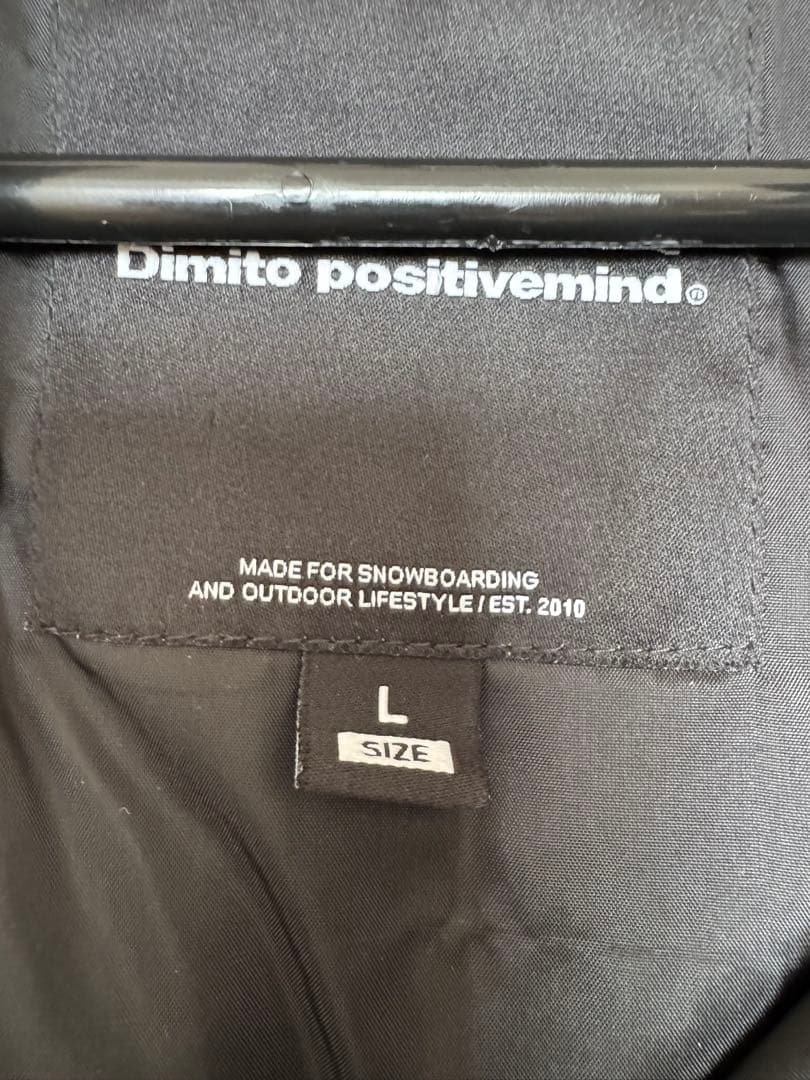 Dimito positivemind®
MADE FOR SNOWBOARDING
AND OUTDOOR LIFESTYLE / EST. 2010
L
SIZE